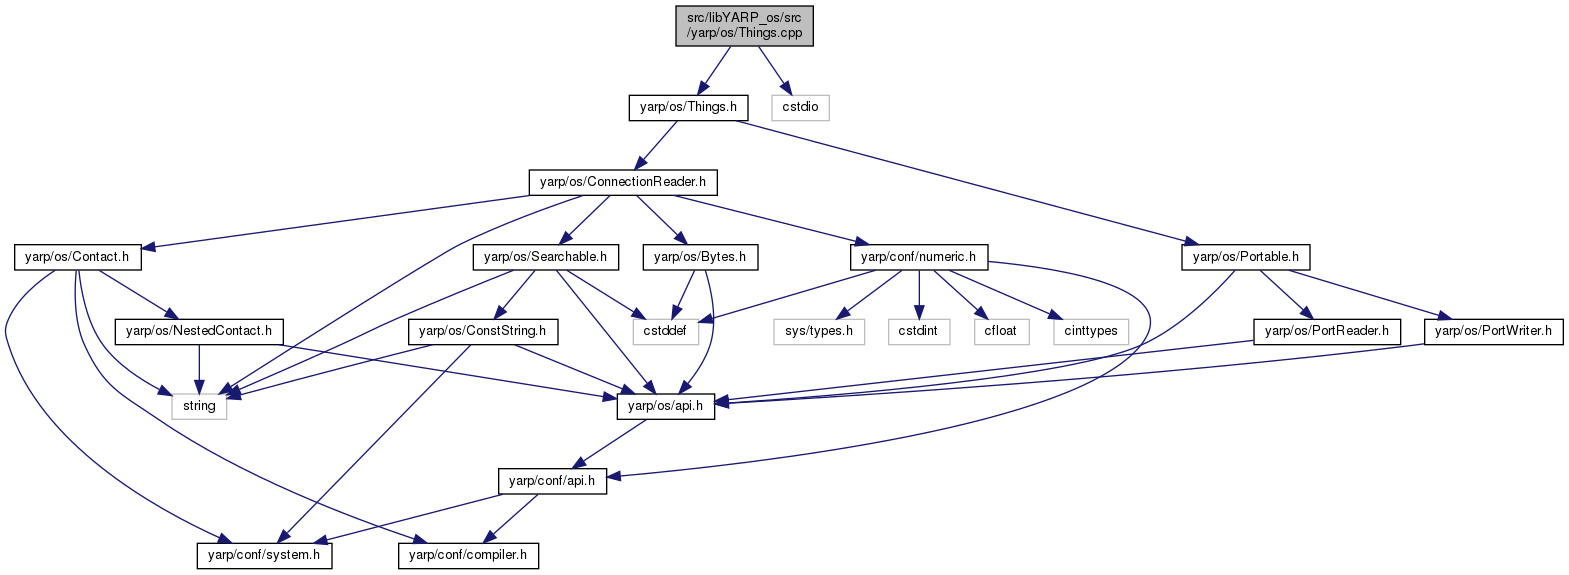 src/libYARP_os/src
/yarp/os/Things.cpp
yarp/os/Things.h
cstdio
yarp/os/ConnectionReader.h
yarp/os/Contact.h
yarp/os/Searchable.h
yarp/os/Bytes.h
yarp/conf/numeric.h
yarp/os/Portable.h
yarp/os/NestedContact.h
yarp/os/ConstString.h
cstddef
sys/types.h
cstdint
cfloat
cinttypes
yarp/os/PortReader.h
yarp/os/PortWriter.h
string
yarp/os/api.h
yarp/conf/api.h
yarp/conf/system.h
yarp/conf/compiler.h